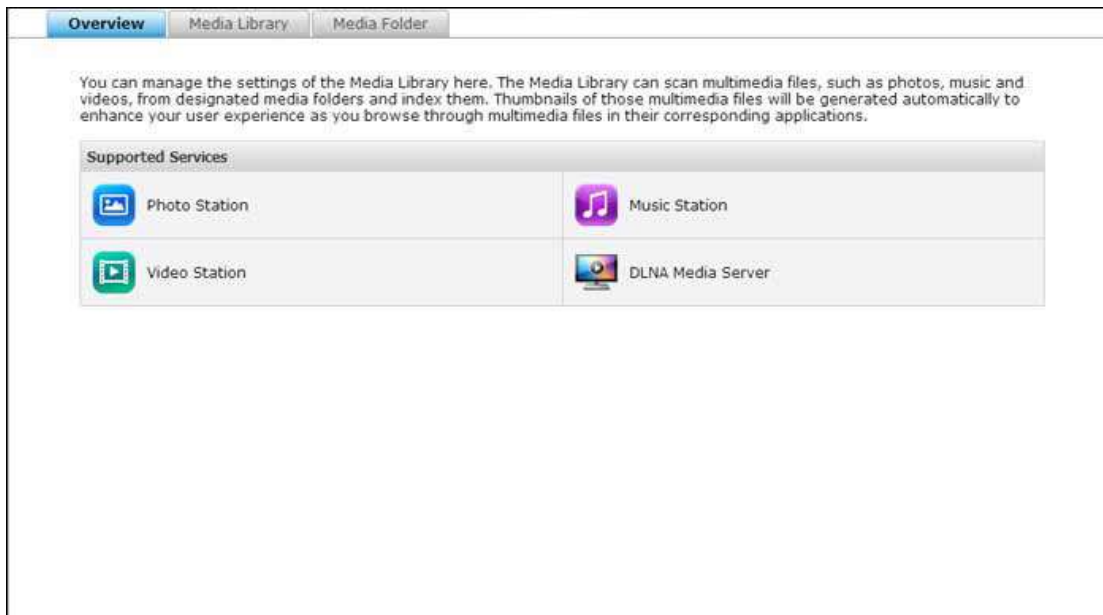 Overview Media Library Media Folder
You can manage the settings of the Media Library here. The Media Library can scan multimedia files, such as photos, music and
videos, from designated media folders and index them. Thumbnails of those multimedia files will be generated automatically to
enhance your user experience as you browse through multimedia files in their corresponding applications.
Supported Services
Photo Station Music Station
Video Station DLNA Media Server